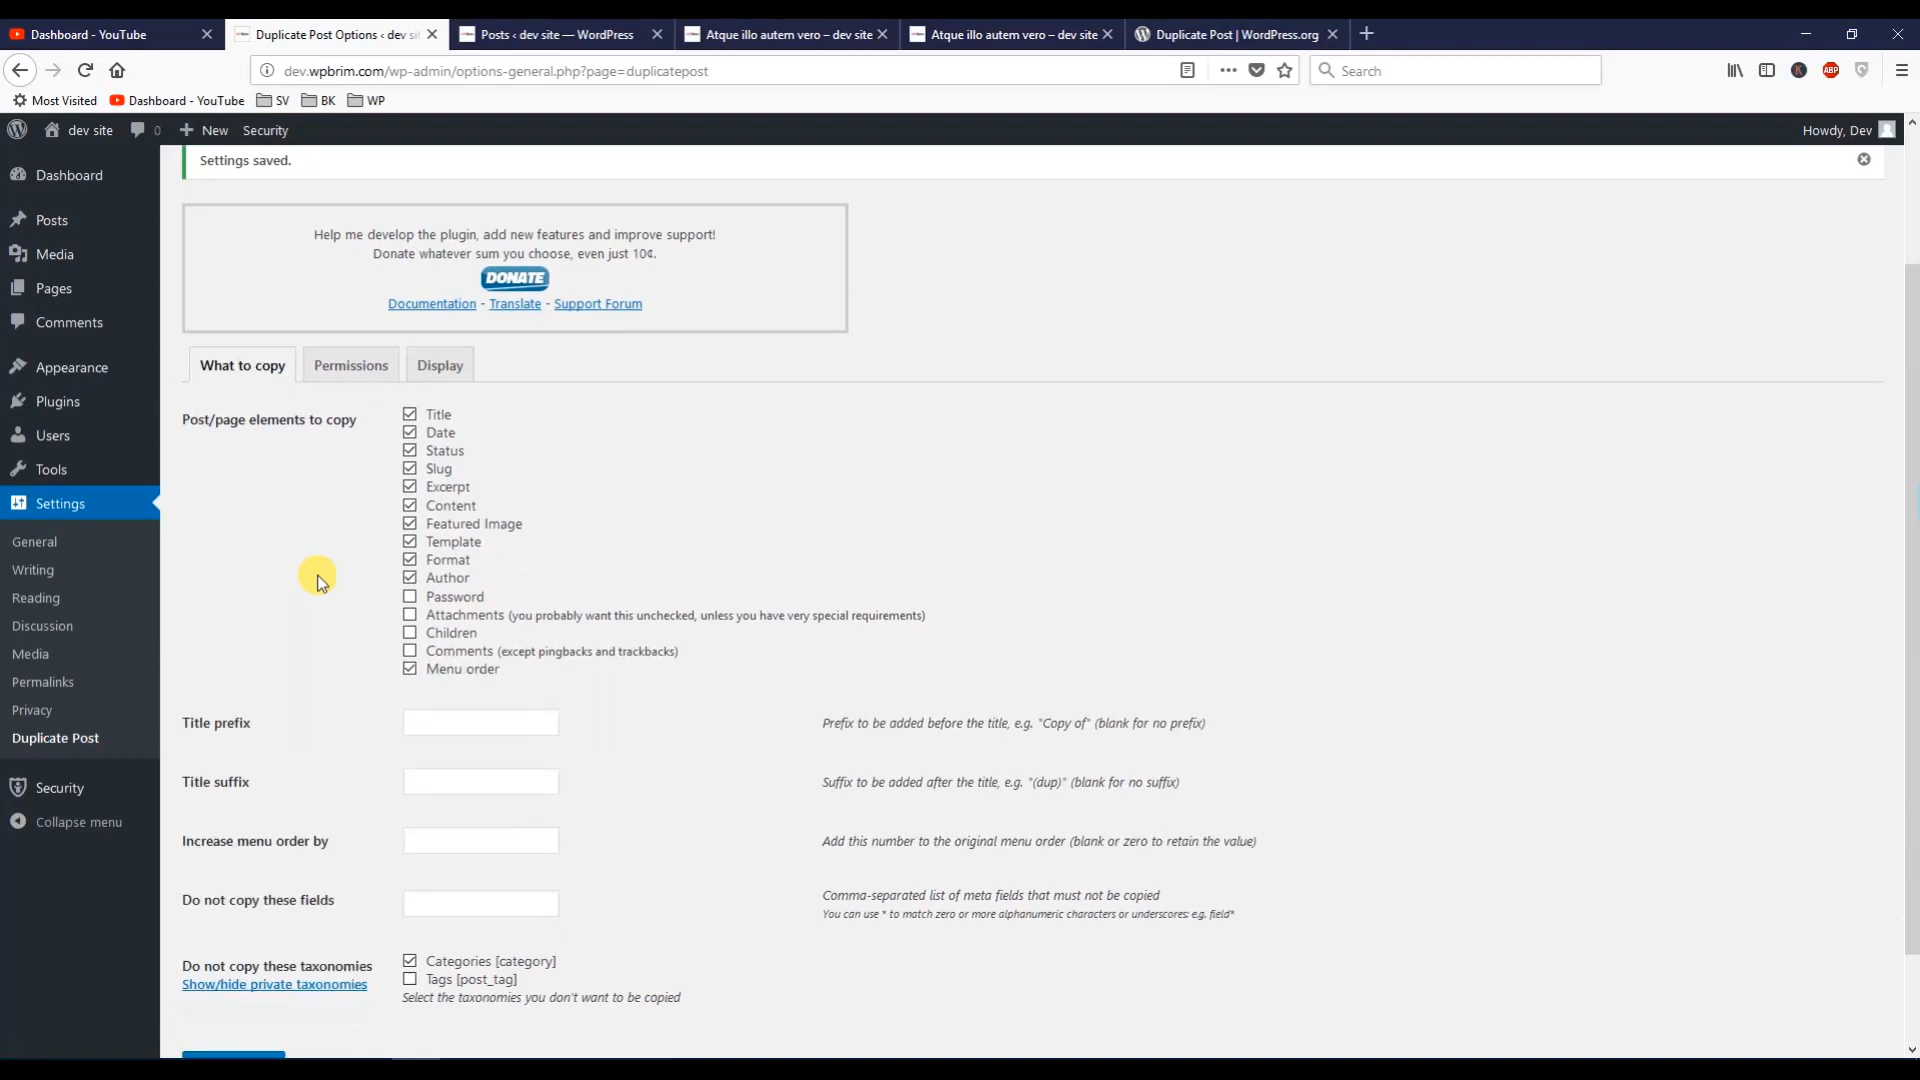 Dashboard - YouTube
Duplicate Post Options ‹ dev si
Posts ‹ dev site — WordPress
Atque illo autem vero – dev site
Atque illo autem vero – dev site
Duplicate Post | WordPress.org
dev.wpbrim.com/wp-admin/options-general.php?page=duplicatepost
Search
K
ABP
Most Visited
Dashboard - YouTube
SV
BK
WP
dev site
0
New
Security
Howdy, Dev
Dashboard
Posts
Media
Pages
Comments
Appearance
Plugins
Users
Tools
Settings
General
Writing
Reading
Discussion
Media
Permalinks
Privacy
Duplicate Post
Security
Collapse menu
Settings saved.
Help me develop the plugin, add new features and improve support!
Donate whatever sum you choose, even just 10¢.
DONATE
Documentation - Translate - Support Forum
What to copy
Permissions
Display
Post/page elements to copy
Title
Date
Status
Slug
Excerpt
Content
Featured Image
Template
Format
Author
Password
Attachments (you probably want this unchecked, unless you have very special requirements)
Children
Comments (except pingbacks and trackbacks)
Menu order
Title prefix
Prefix to be added before the title, e.g. "Copy of" (blank for no prefix)
Title suffix
Suffix to be added after the title, e.g. "(dup)" (blank for no suffix)
Increase menu order by
Add this number to the original menu order (blank or zero to retain the value)
Do not copy these fields
Comma-separated list of meta fields that must not be copied
You can use * to match zero or more alphanumeric characters or underscores: e.g. field*
Do not copy these taxonomies
Show/hide private taxonomies
Categories [category]
Tags [post_tag]
Select the taxonomies you don't want to be copied